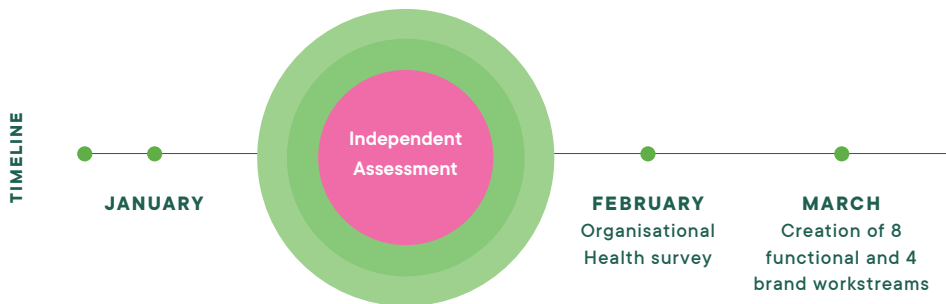 TIMELINE
JANUARY
Independent
Assessment
FEBRUARY
Organisational
Health survey
MARCH
Creation of 8
functional and 4
brand workstreams